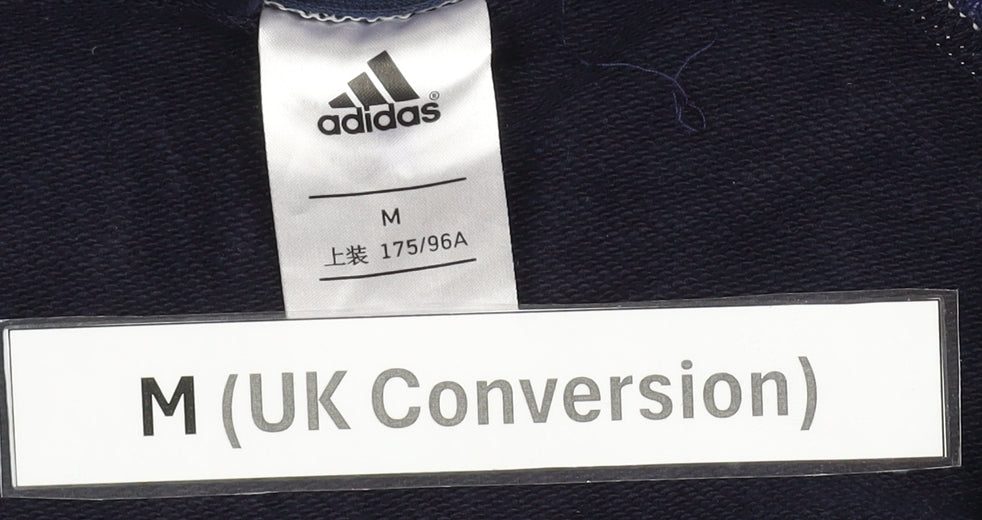 adidas®
M
上装 175/96A
M (UK Conversion)